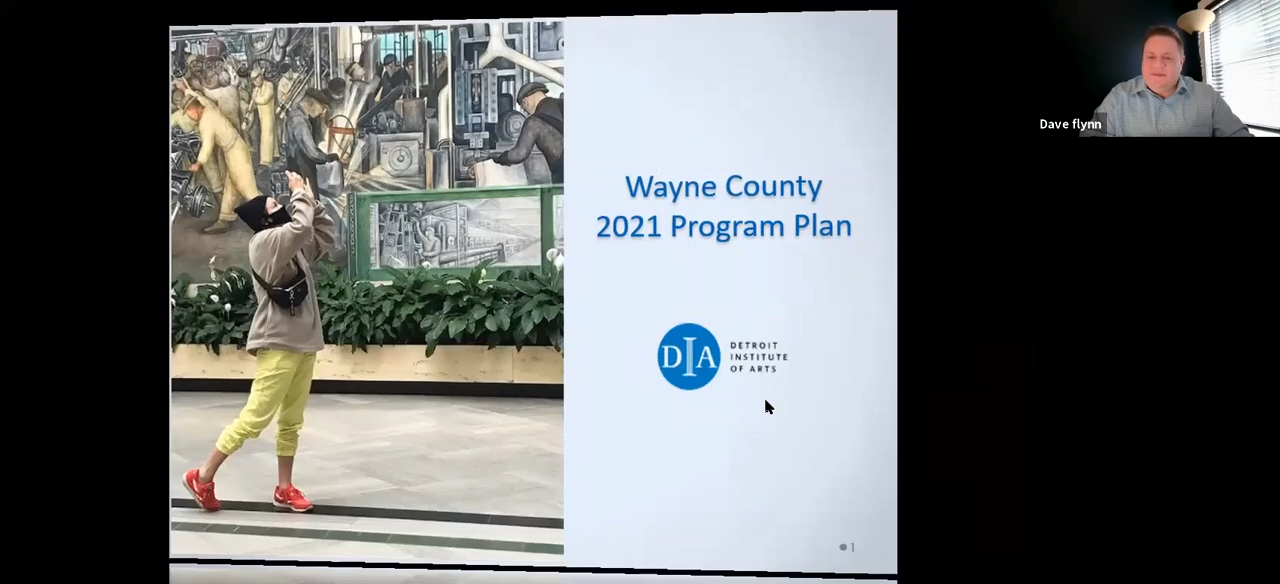 Wayne County
2021 Program Plan
DIA
DETROIT
INSTITUTE
OF ARTS
1
Dave flynn